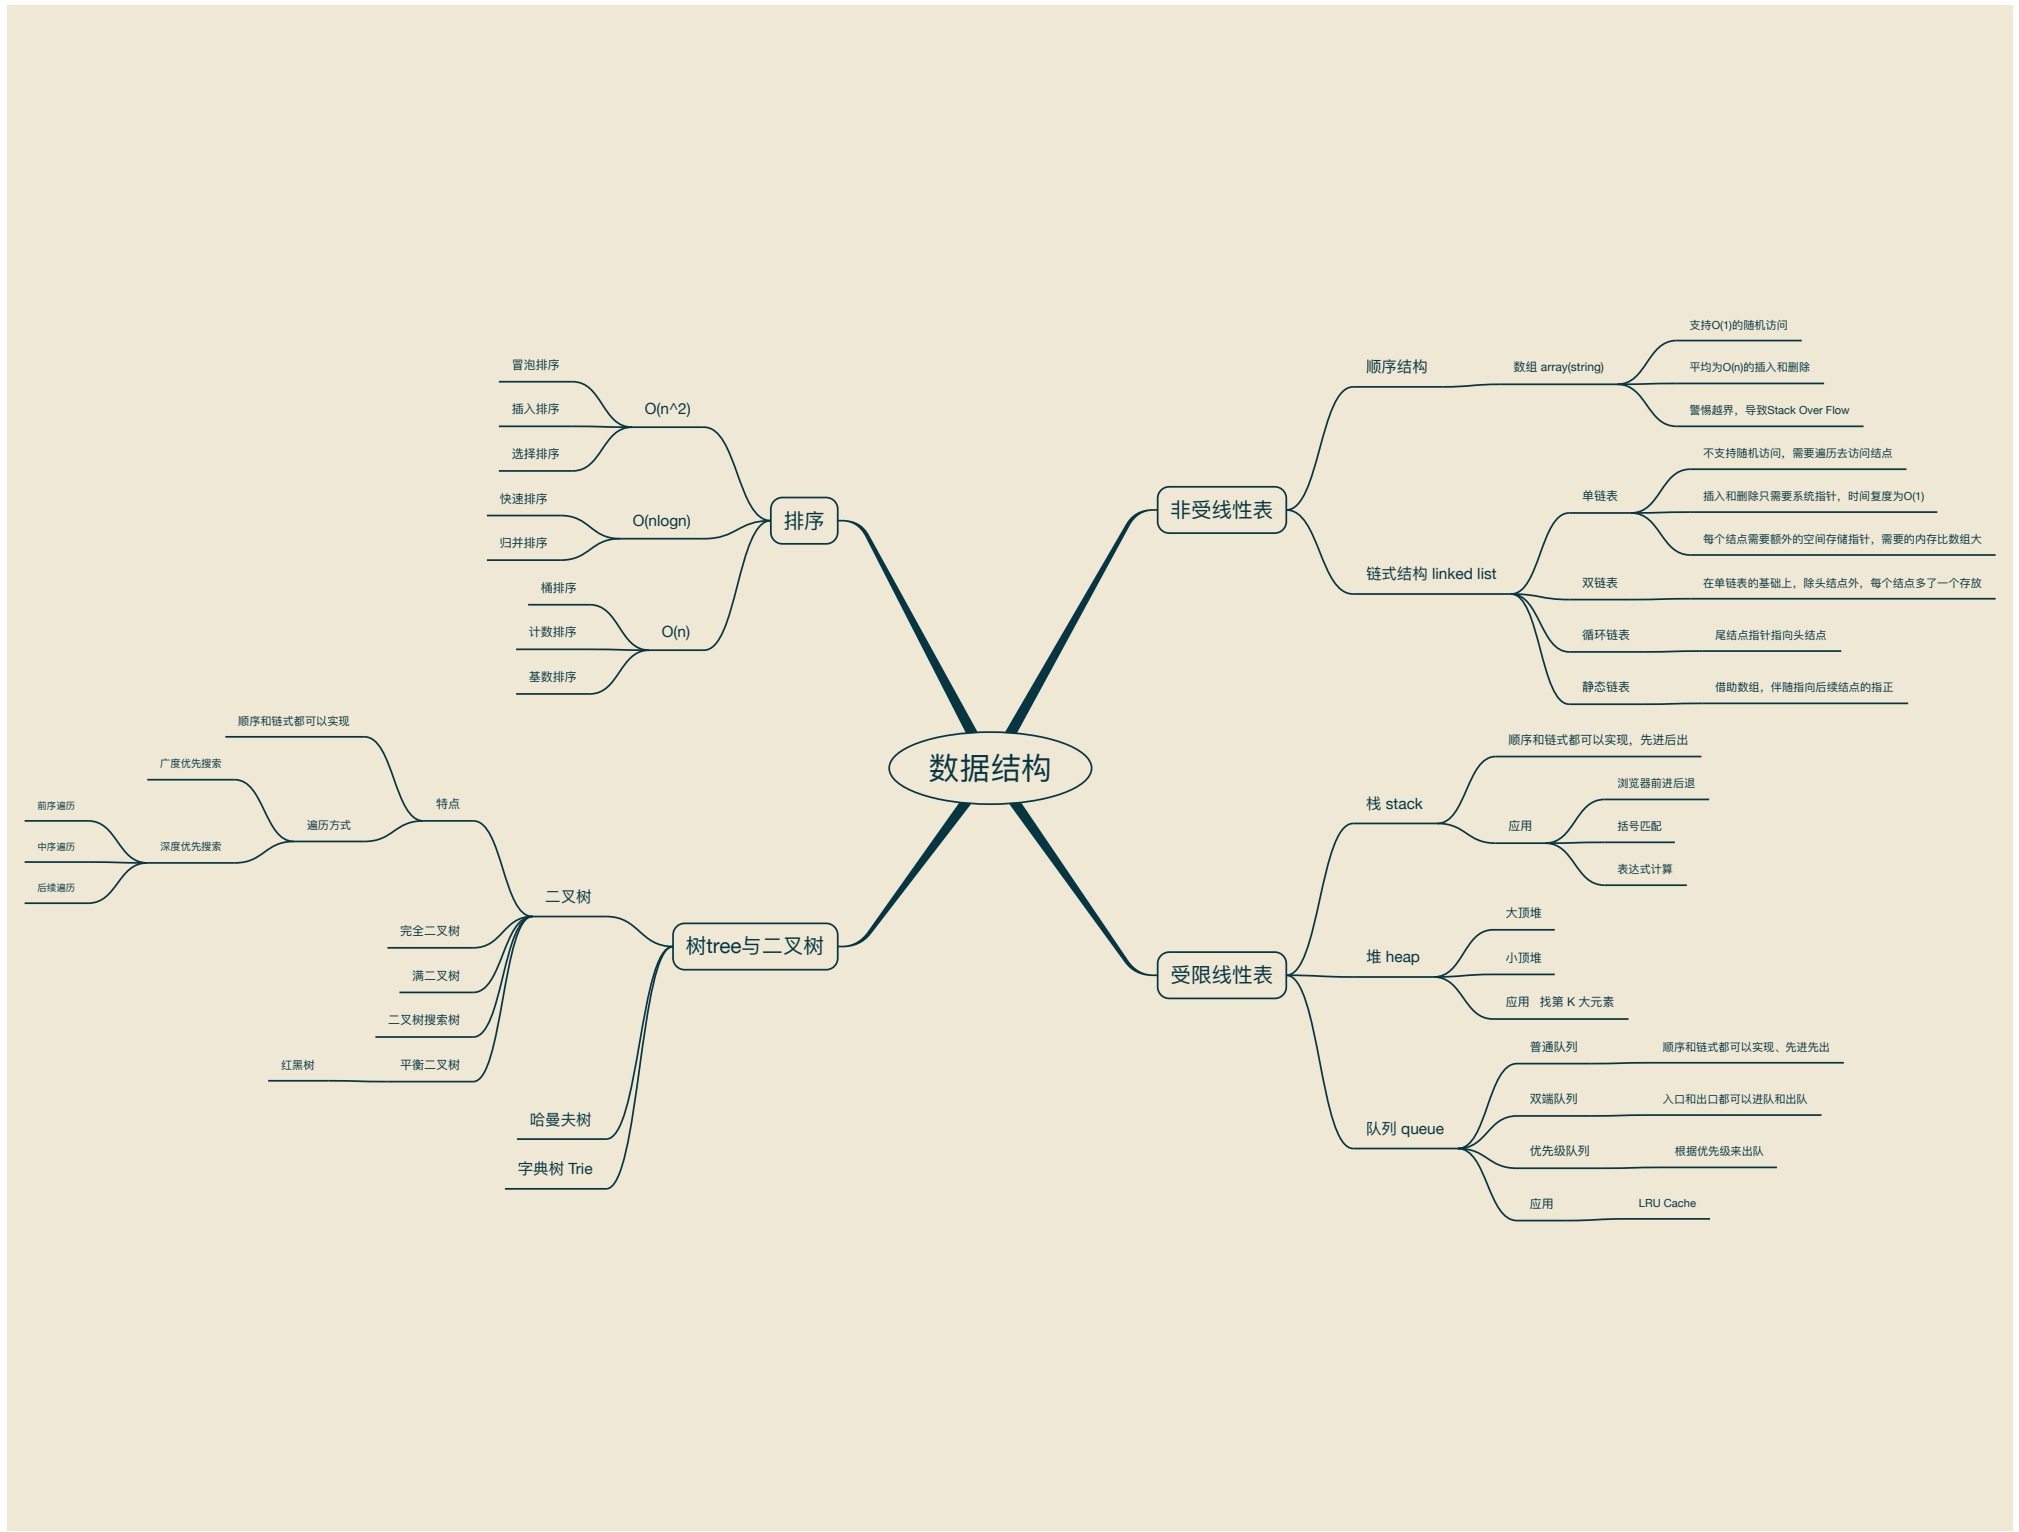 数据结构
非受线性表
顺序结构
数组 array(string)
支持O(1)的随机访问
平均为O(n)的插入和删除
警惕越界，导致Stack Over Flow
链式结构 linked list
单链表
不支持随机访问，需要遍历去访问结点
插入和删除只需要系统指针，时间复度为O(1)
每个结点需要额外的空间存储指针，需要的内存比数组大
双链表
在单链表的基础上，除头结点外，每个结点多了一个存放
循环链表
尾结点指针指向头结点
静态链表
借助数组，伴随指向后续结点的指正
受限线性表
栈 stack
顺序和链式都可以实现，先进后出
应用
浏览器前进后退
括号匹配
表达式计算
堆 heap
大顶堆
小顶堆
应用 找第 K 大元素
队列 queue
普通队列
顺序和链式都可以实现、先进先出
双端队列
入口和出口都可以进队和出队
优先级队列
根据优先级来出队
应用
LRU Cache
排序
O(n^2)
冒泡排序
插入排序
选择排序
O(nlogn)
快速排序
归并排序
O(n)
桶排序
计数排序
基数排序
树tree与二叉树
二叉树
特点
顺序和链式都可以实现
遍历方式
广度优先搜索
深度优先搜索
前序遍历
中序遍历
后续遍历
完全二叉树
满二叉树
二叉树搜索树
平衡二叉树
红黑树
哈曼夫树
字典树 Trie